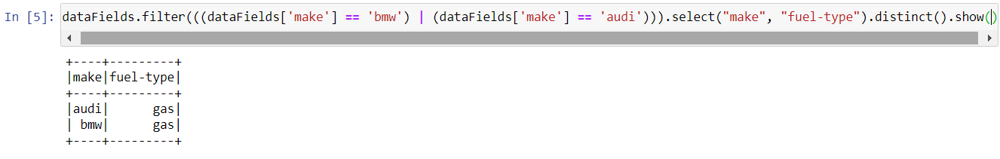 In [5]: dataFields.filter(((dataFields['make'] == 'bmw') | (dataFields['make'] == 'audi'))).select("make", "fuel-type").distinct().show()
+----+---------+
|make|fuel-type|
+----+---------+
|audi|      gas|
| bmw|      gas|
+----+---------+